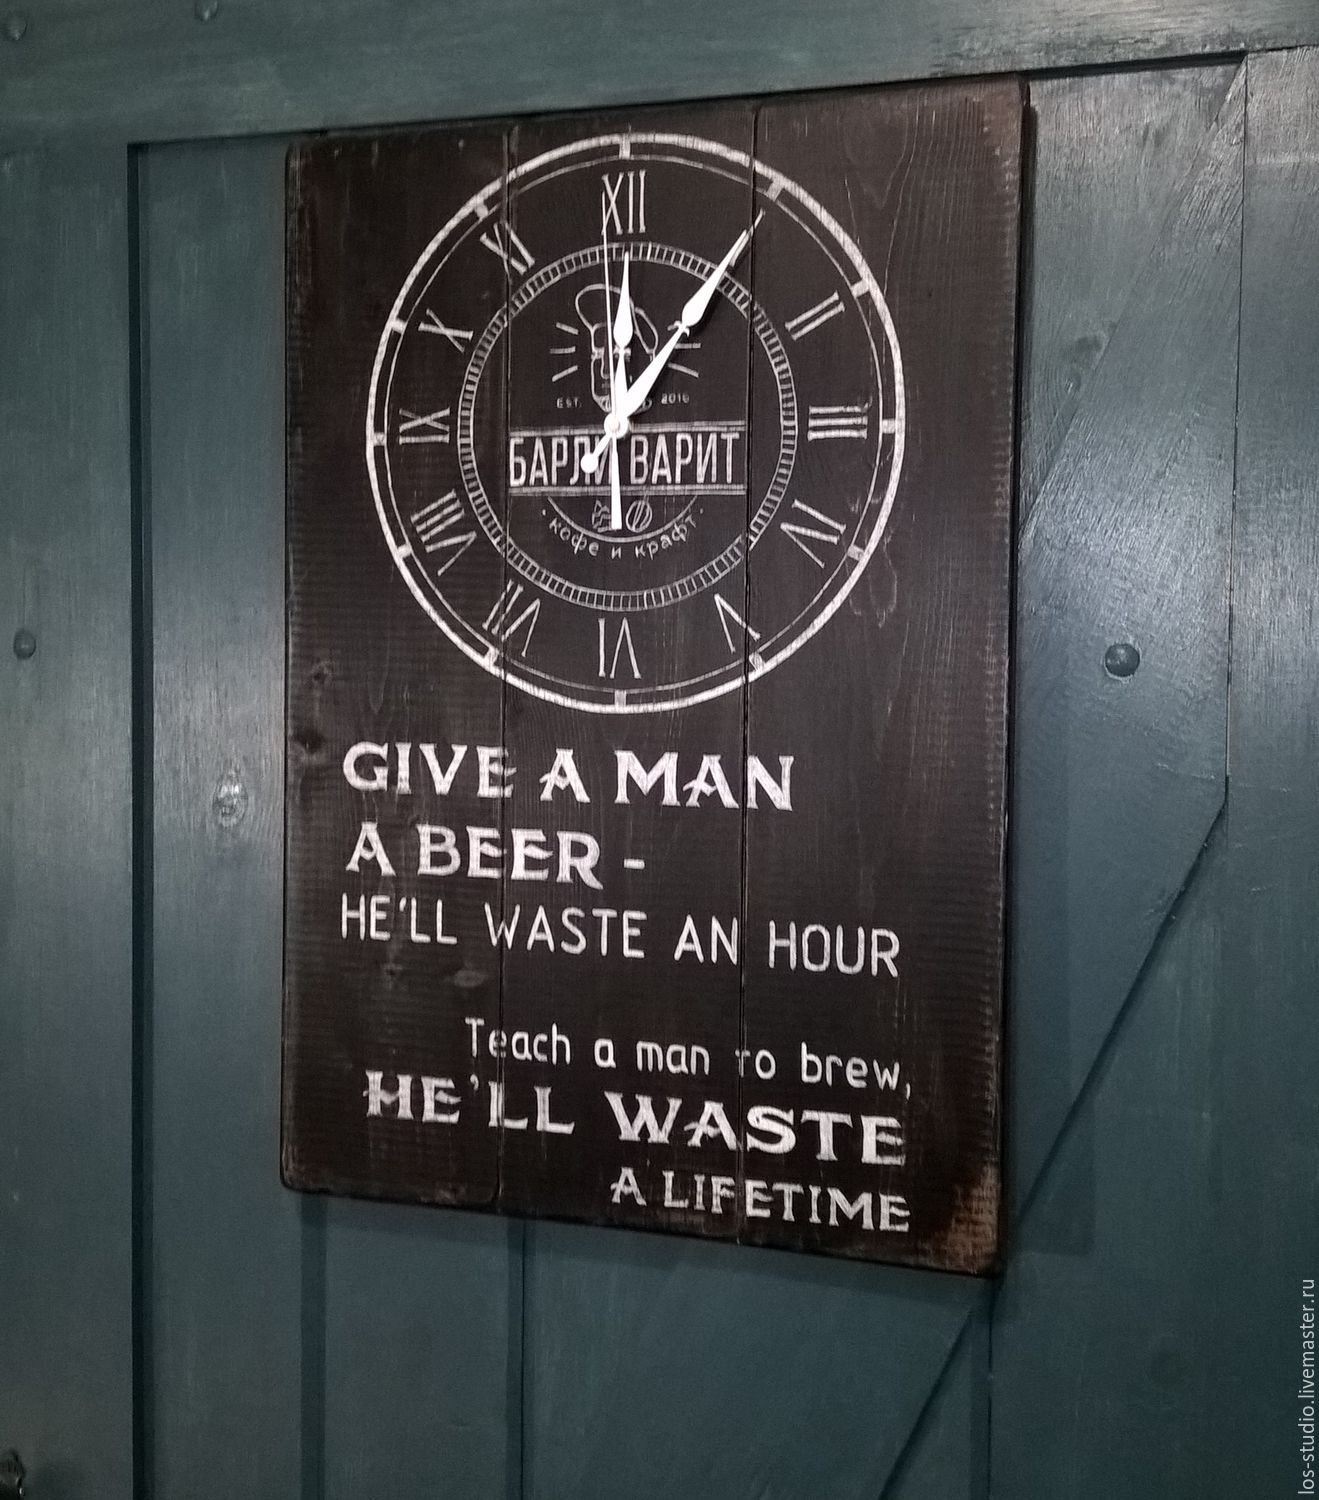 XII
II
III
IV
V
VI
VII
VIII
IX
X
XI
EST. 2016
БАРЛИ ВАРИТ
· кофе и крафт ·
GIVE A MAN
A BEER -
HE'LL WASTE AN HOUR
Teach a man to brew,
HE'LL WASTE
A LIFETIME
los-studio.livemaster.ru